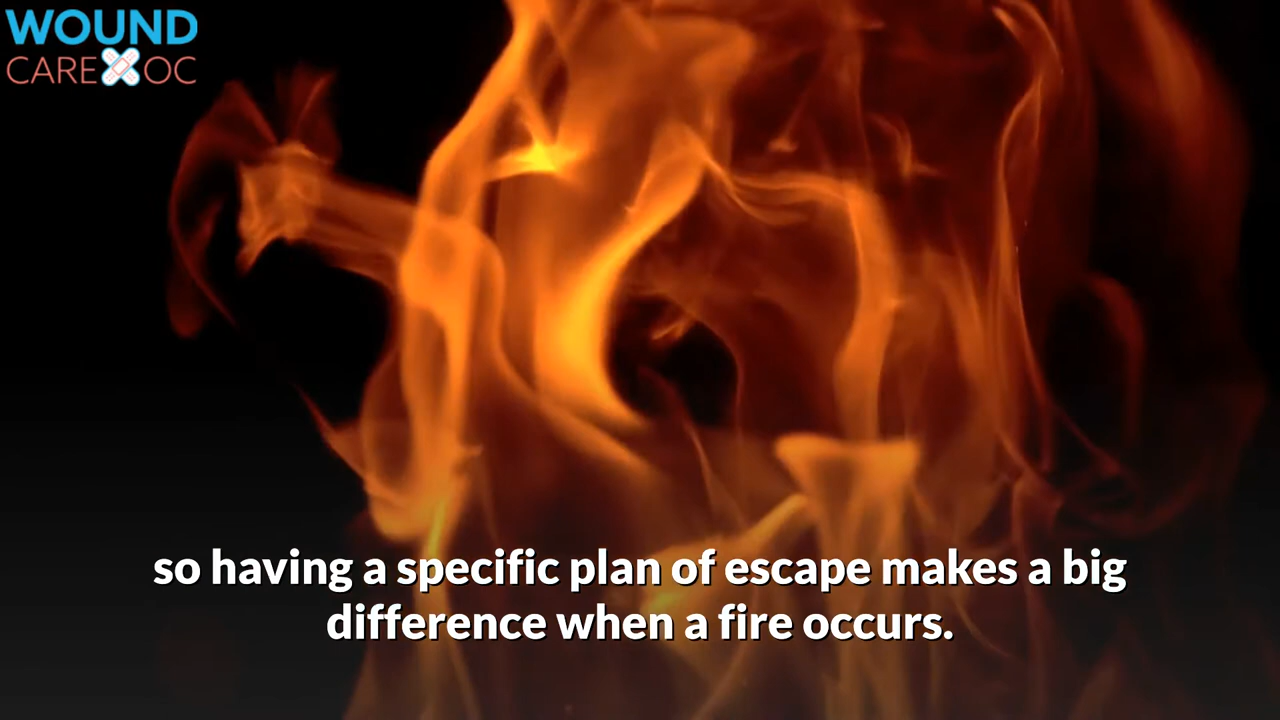 WOUND
CARE OC
so having a specific plan of escape makes a big
difference when a fire occurs.